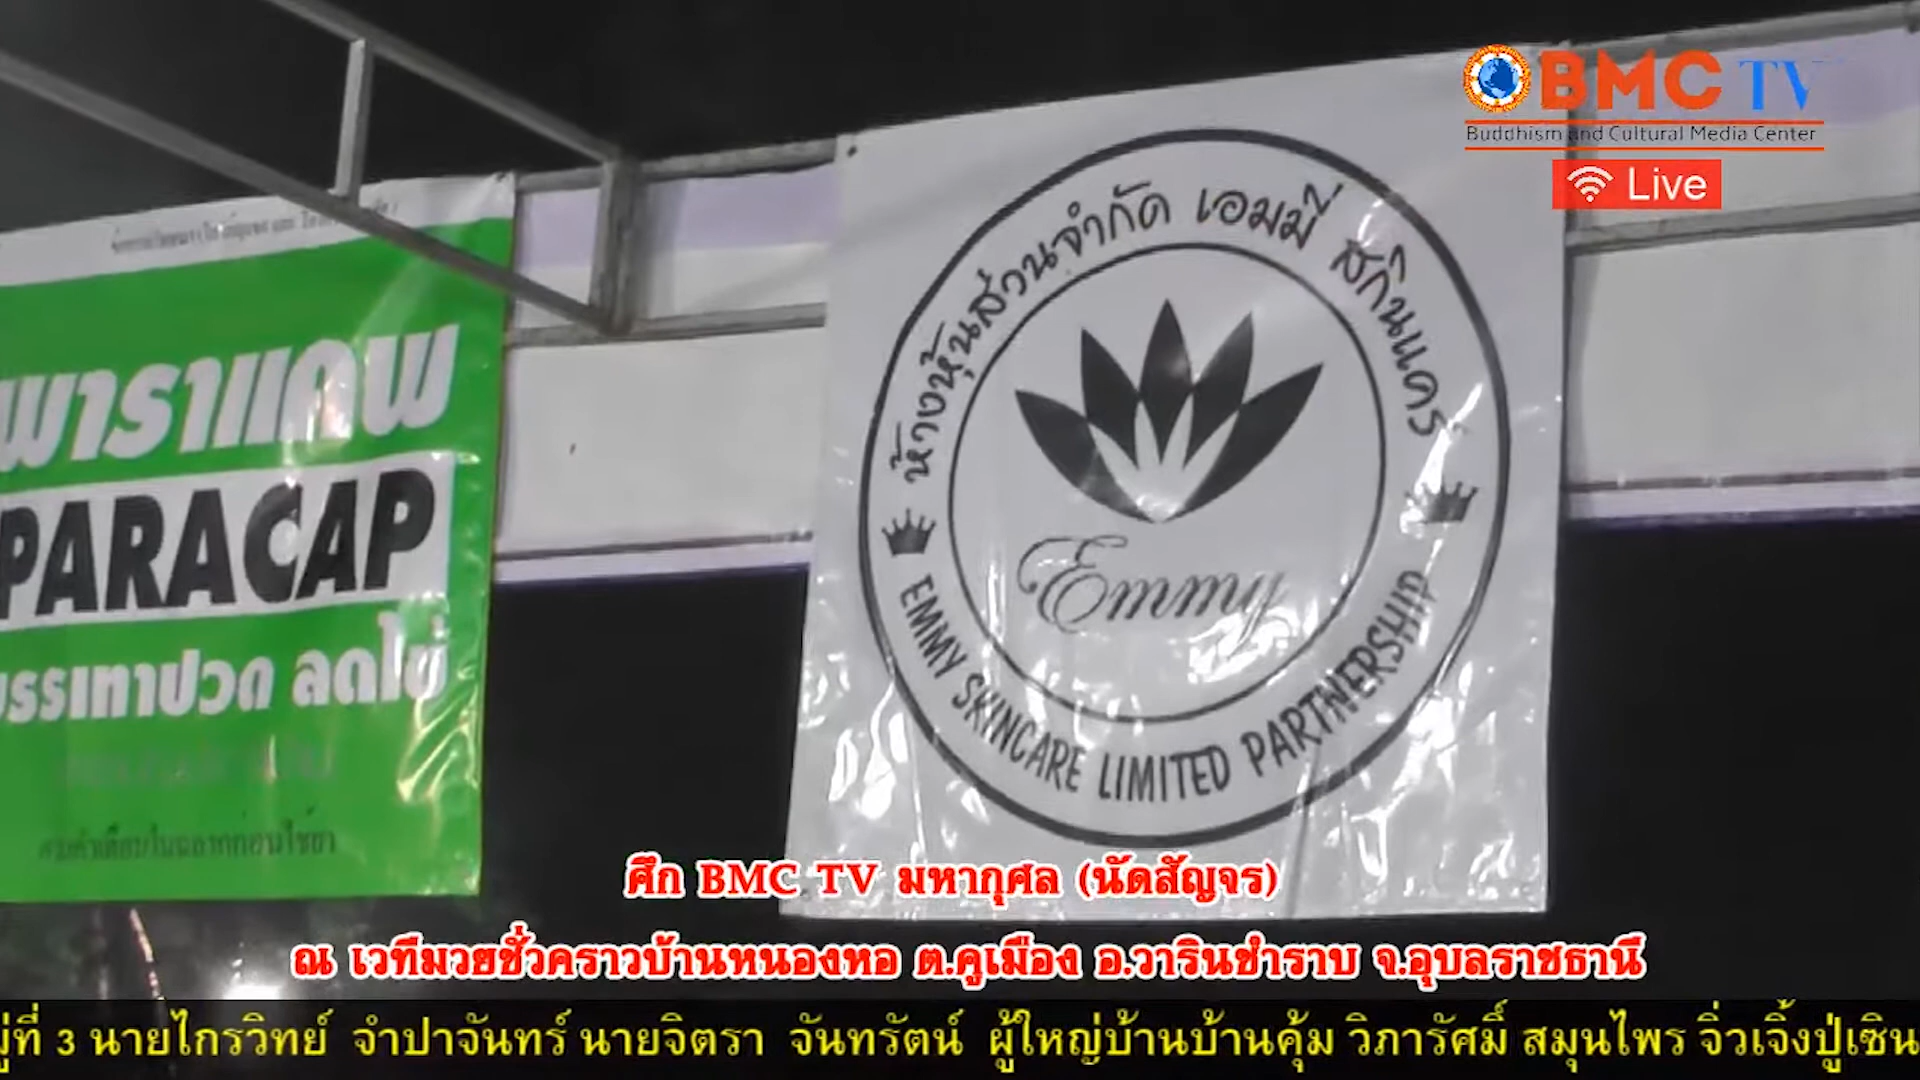 BMC TV
Buddhism and Cultural Media Center
Live
พาราแคพ
PARACAP
บรรเทาปวด ลดไข้
ห้างหุ้นส่วนจำกัด เอมมี่ สกินแคร์
Emmy
EMMY SKINCARE LIMITED PARTNERSHIP
ศึก BMC TV มหากุศล (นัดสัญจร)
ณ เวทีมวยชั่วคราวบ้านหนองหอ ต.คูเมือง อ.วารินชำราบ จ.อุบลราชธานี
ที่ 3 นายไกรวิทย์ จำปาจันทร์ นายจิตรา จันทรัตน์ ผู้ใหญ่บ้านบ้านคุ้ม วิภารัศมิ์ สมุนไพร จิ่วเจิ้งปู่เซิน